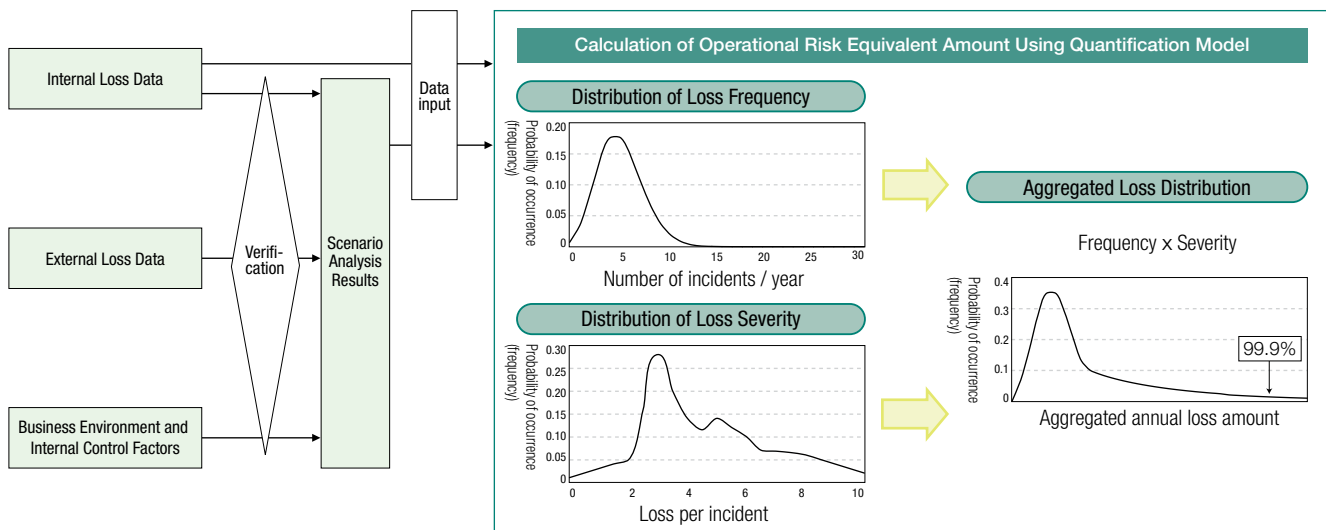 Internal Loss Data
External Loss Data
Business Environment and
Internal Control Factors
Verifi-
cation
Scenario
Analysis
Results
Data
input
Calculation of Operational Risk Equivalent Amount Using Quantification Model
Distribution of Loss Frequency
Probability of occurrence
(frequency)
0.20
0.15
0.10
0.05
0
0 5 10 15 20 25 30
Number of incidents / year
Distribution of Loss Severity
Probability of occurrence
(frequency)
0.30
0.25
0.20
0.15
0.10
0.05
0
0 2 4 6 8 10
Loss per incident
Aggregated Loss Distribution
Frequency x Severity
Probability of occurrence
(frequency)
0.4
0.3
0.2
0.1
0
99.9%
Aggregated annual loss amount